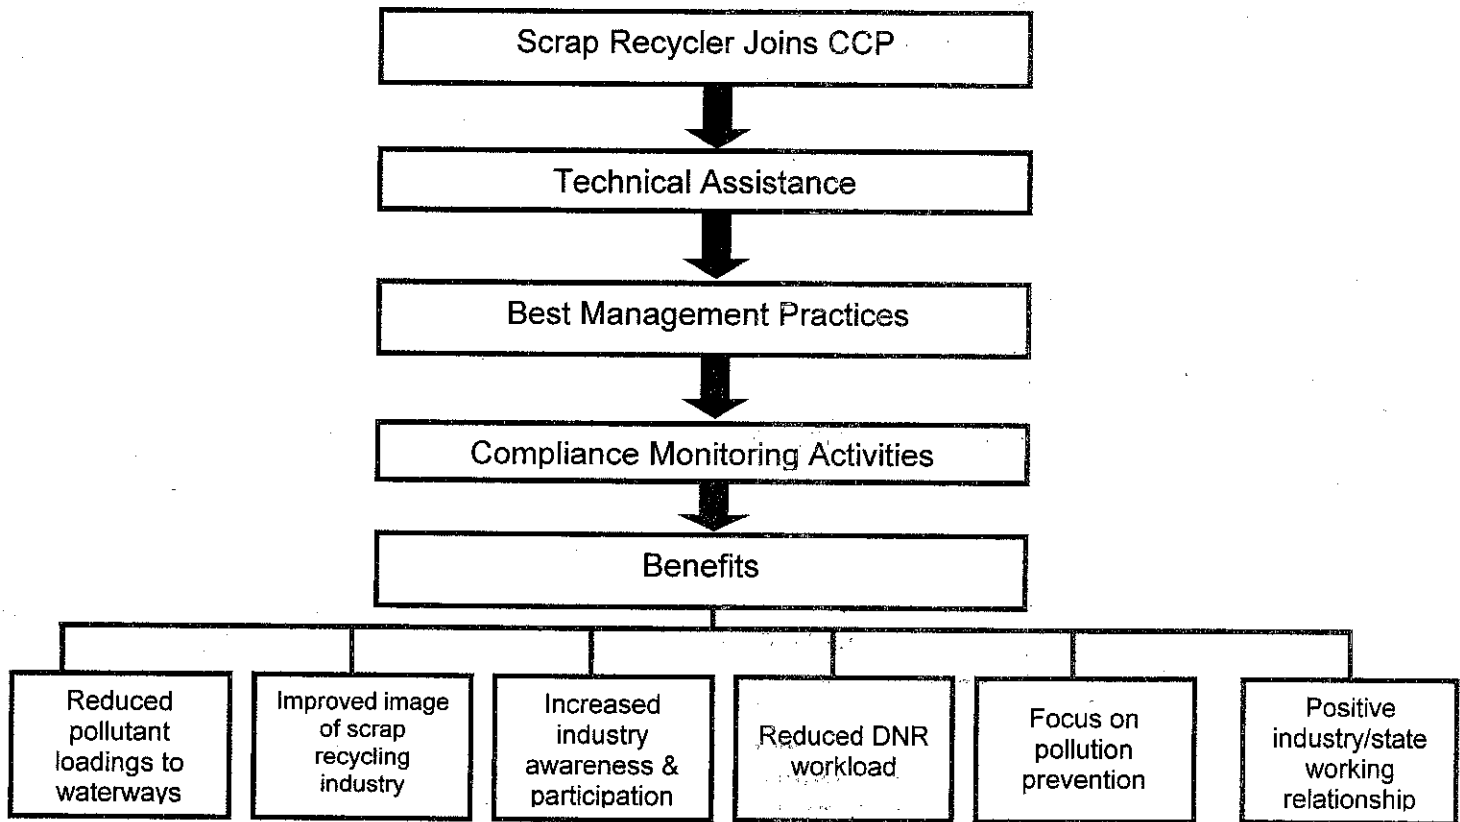 Scrap Recycler Joins CCP
Technical Assistance
Best Management Practices
Compliance Monitoring Activities
Benefits
Reduced
pollutant
loadings to
waterways
Improved image
of scrap
recycling
industry
Increased
industry
awareness &
participation
Reduced DNR
workload
Focus on
pollution
prevention
Positive
industry/state
working
relationship